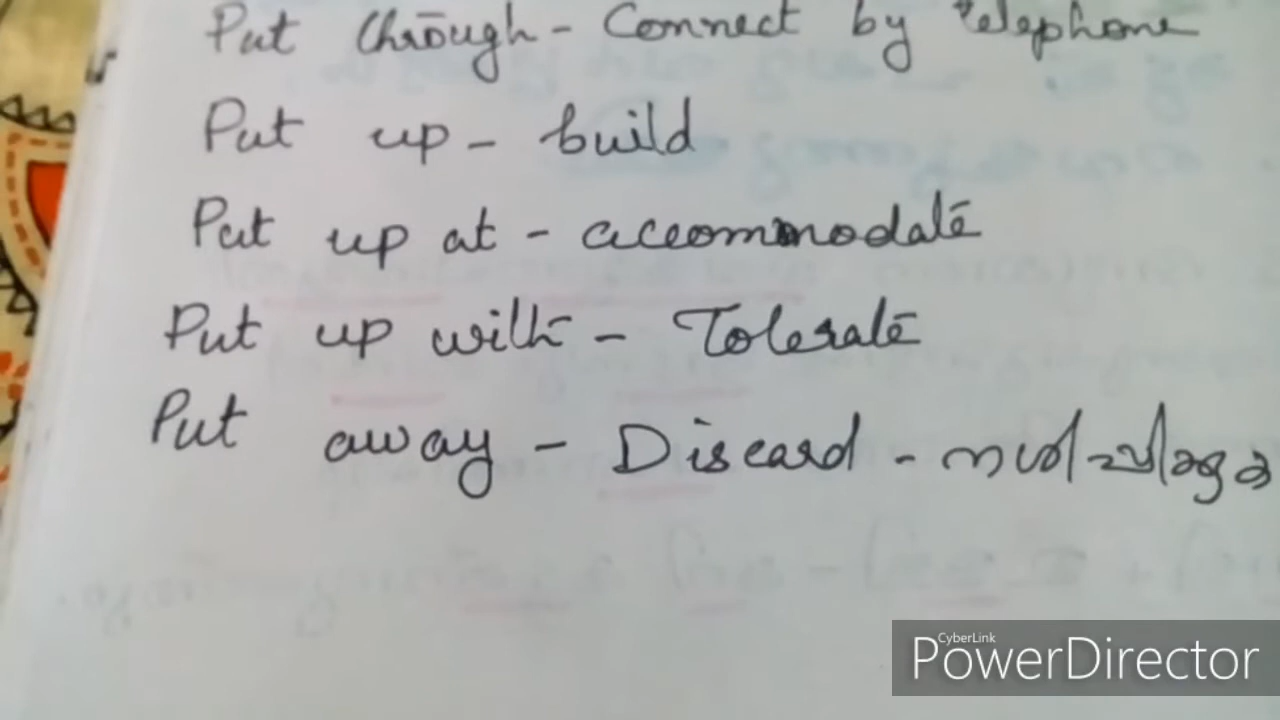 Put through - Connect by telephone
Put up - build
Put up at - accommodate
Put up with - Tolerate
Put away - Discard -
CyberLink
PowerDirector